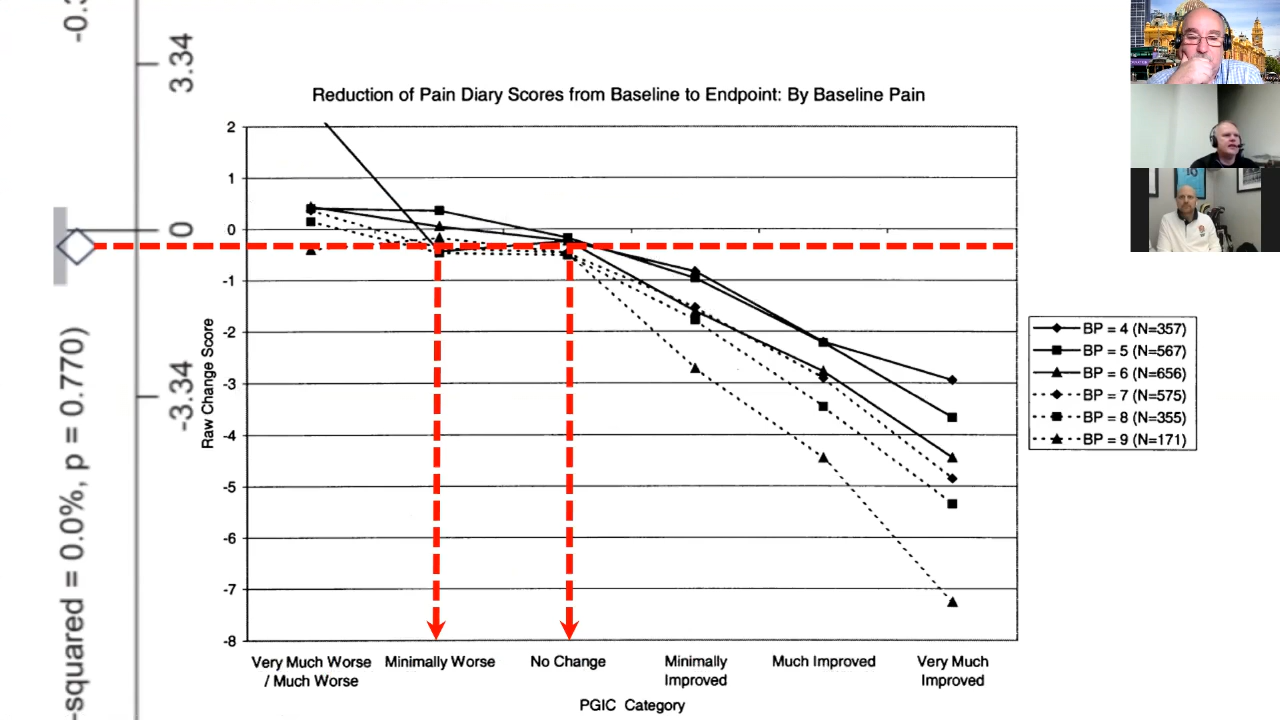 -squared = 0.0%, p = 0.770)
-3.34
0
3.34
Reduction of Pain Diary Scores from Baseline to Endpoint: By Baseline Pain
2
1
0
-1
-2
-3
-4
-5
-6
-7
-8
Raw Change Score
Very Much Worse
/ Much Worse
Minimally Worse
No Change
Minimally
Improved
Much Improved
Very Much
Improved
PGIC Category
BP = 4 (N=357)
BP = 5 (N=567)
BP = 6 (N=656)
BP = 7 (N=575)
BP = 8 (N=355)
BP = 9 (N=171)